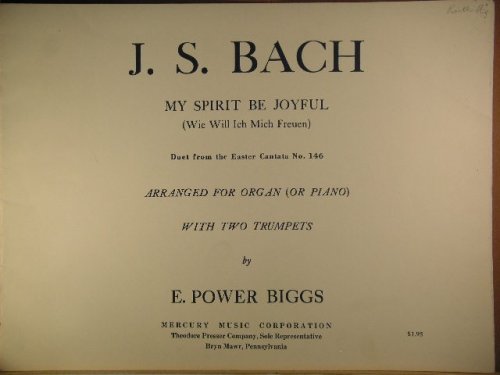 J. S. BACH
MY SPIRIT BE JOYFUL
(Wie Will Ich Mich Freuen)
Duet from the Easter Cantata No. 146
ARRANGED FOR ORGAN (OR PIANO)
WITH TWO TRUMPETS
by
E. POWER BIGGS
MERCURY MUSIC CORPORATION
Theodore Presser Company, Sole Representative
Bryn Mawr, Pennsylvania
$1.95